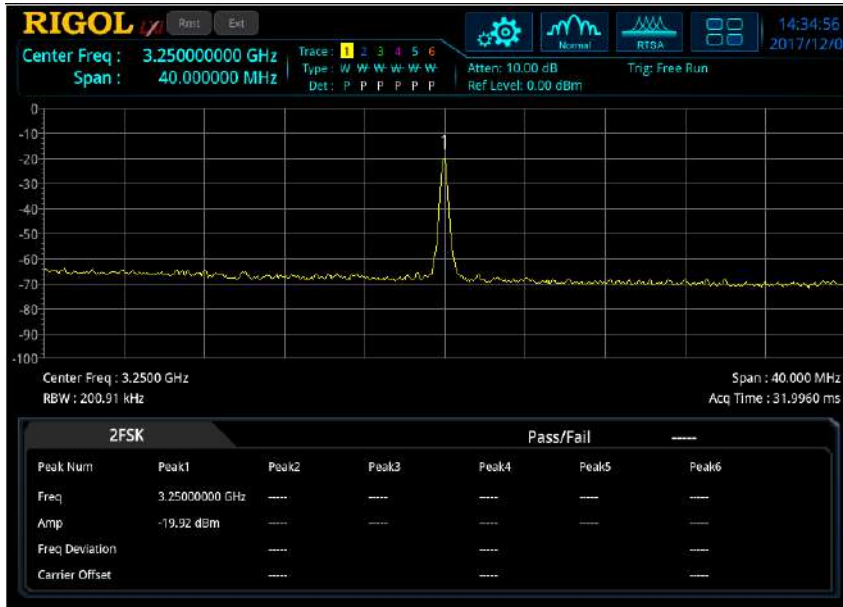 RIGOL Rmt Ext Normal RTSA 14:34:56
2017/12/0
Center Freq : 3.250000000 GHz Trace : 1 2 3 4 5 6
Span : 40.000000 MHz Type : W W W W W W Atten: 10.00 dB Trig: Free Run
Det : P P P P P P Ref Level: 0.00 dBm
0
1
-10
-20
-30
-40
-50
-60
-70
-80
-90
-100
Center Freq : 3.2500 GHz Span : 40.000 MHz
RBW : 200.91 kHz Acq Time : 31.9960 ms
2FSK Pass/Fail -----
Peak Num Peak1 Peak2 Peak3 Peak4 Peak5 Peak6
Freq 3.25000000 GHz ----- ----- ----- ----- -----
Amp -19.92 dBm ----- ----- ----- ----- -----
Freq Deviation ----- ----- -----
Carrier Offset ----- ----- -----